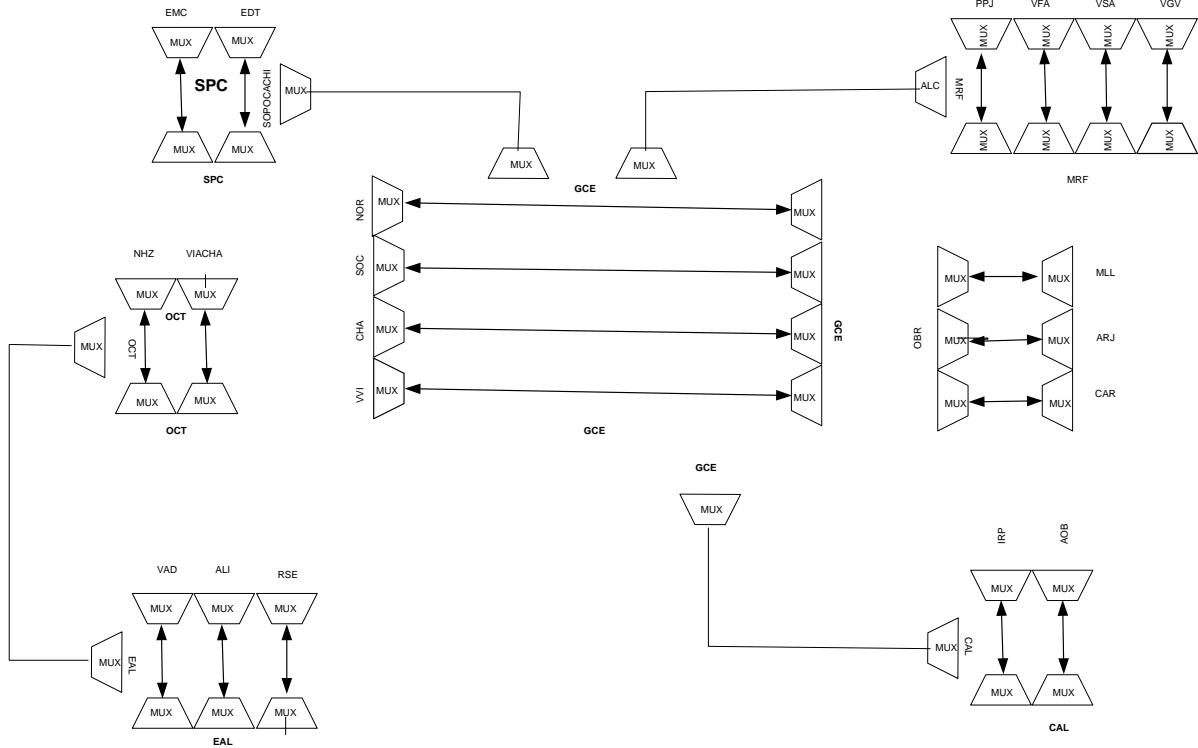 EMC EDT
MUX MUX
SPC
SOPOCACHI
MUX
MUX MUX
SPC
PPJ VFA VSA VGV
MUX MUX MUX MUX
ALC
MRF
MUX MUX MUX MUX
MRF
MUX MUX
GCE
NOR
MUX MUX
SOC
MUX MUX
CHA
MUX MUX
VVI
MUX MUX
GCE
GCE
NHZ VIACHA
MUX MUX
OCT
MUX
OCT
MUX MUX
OCT
OBR
MUX MUX MLL
MUX MUX ARJ
MUX MUX CAR
GCE
MUX
VAD ALI RSE
MUX MUX MUX
MUX
EAL
MUX MUX MUX
EAL
IRP AOB
MUX MUX
MUX
CAL
MUX MUX
CAL